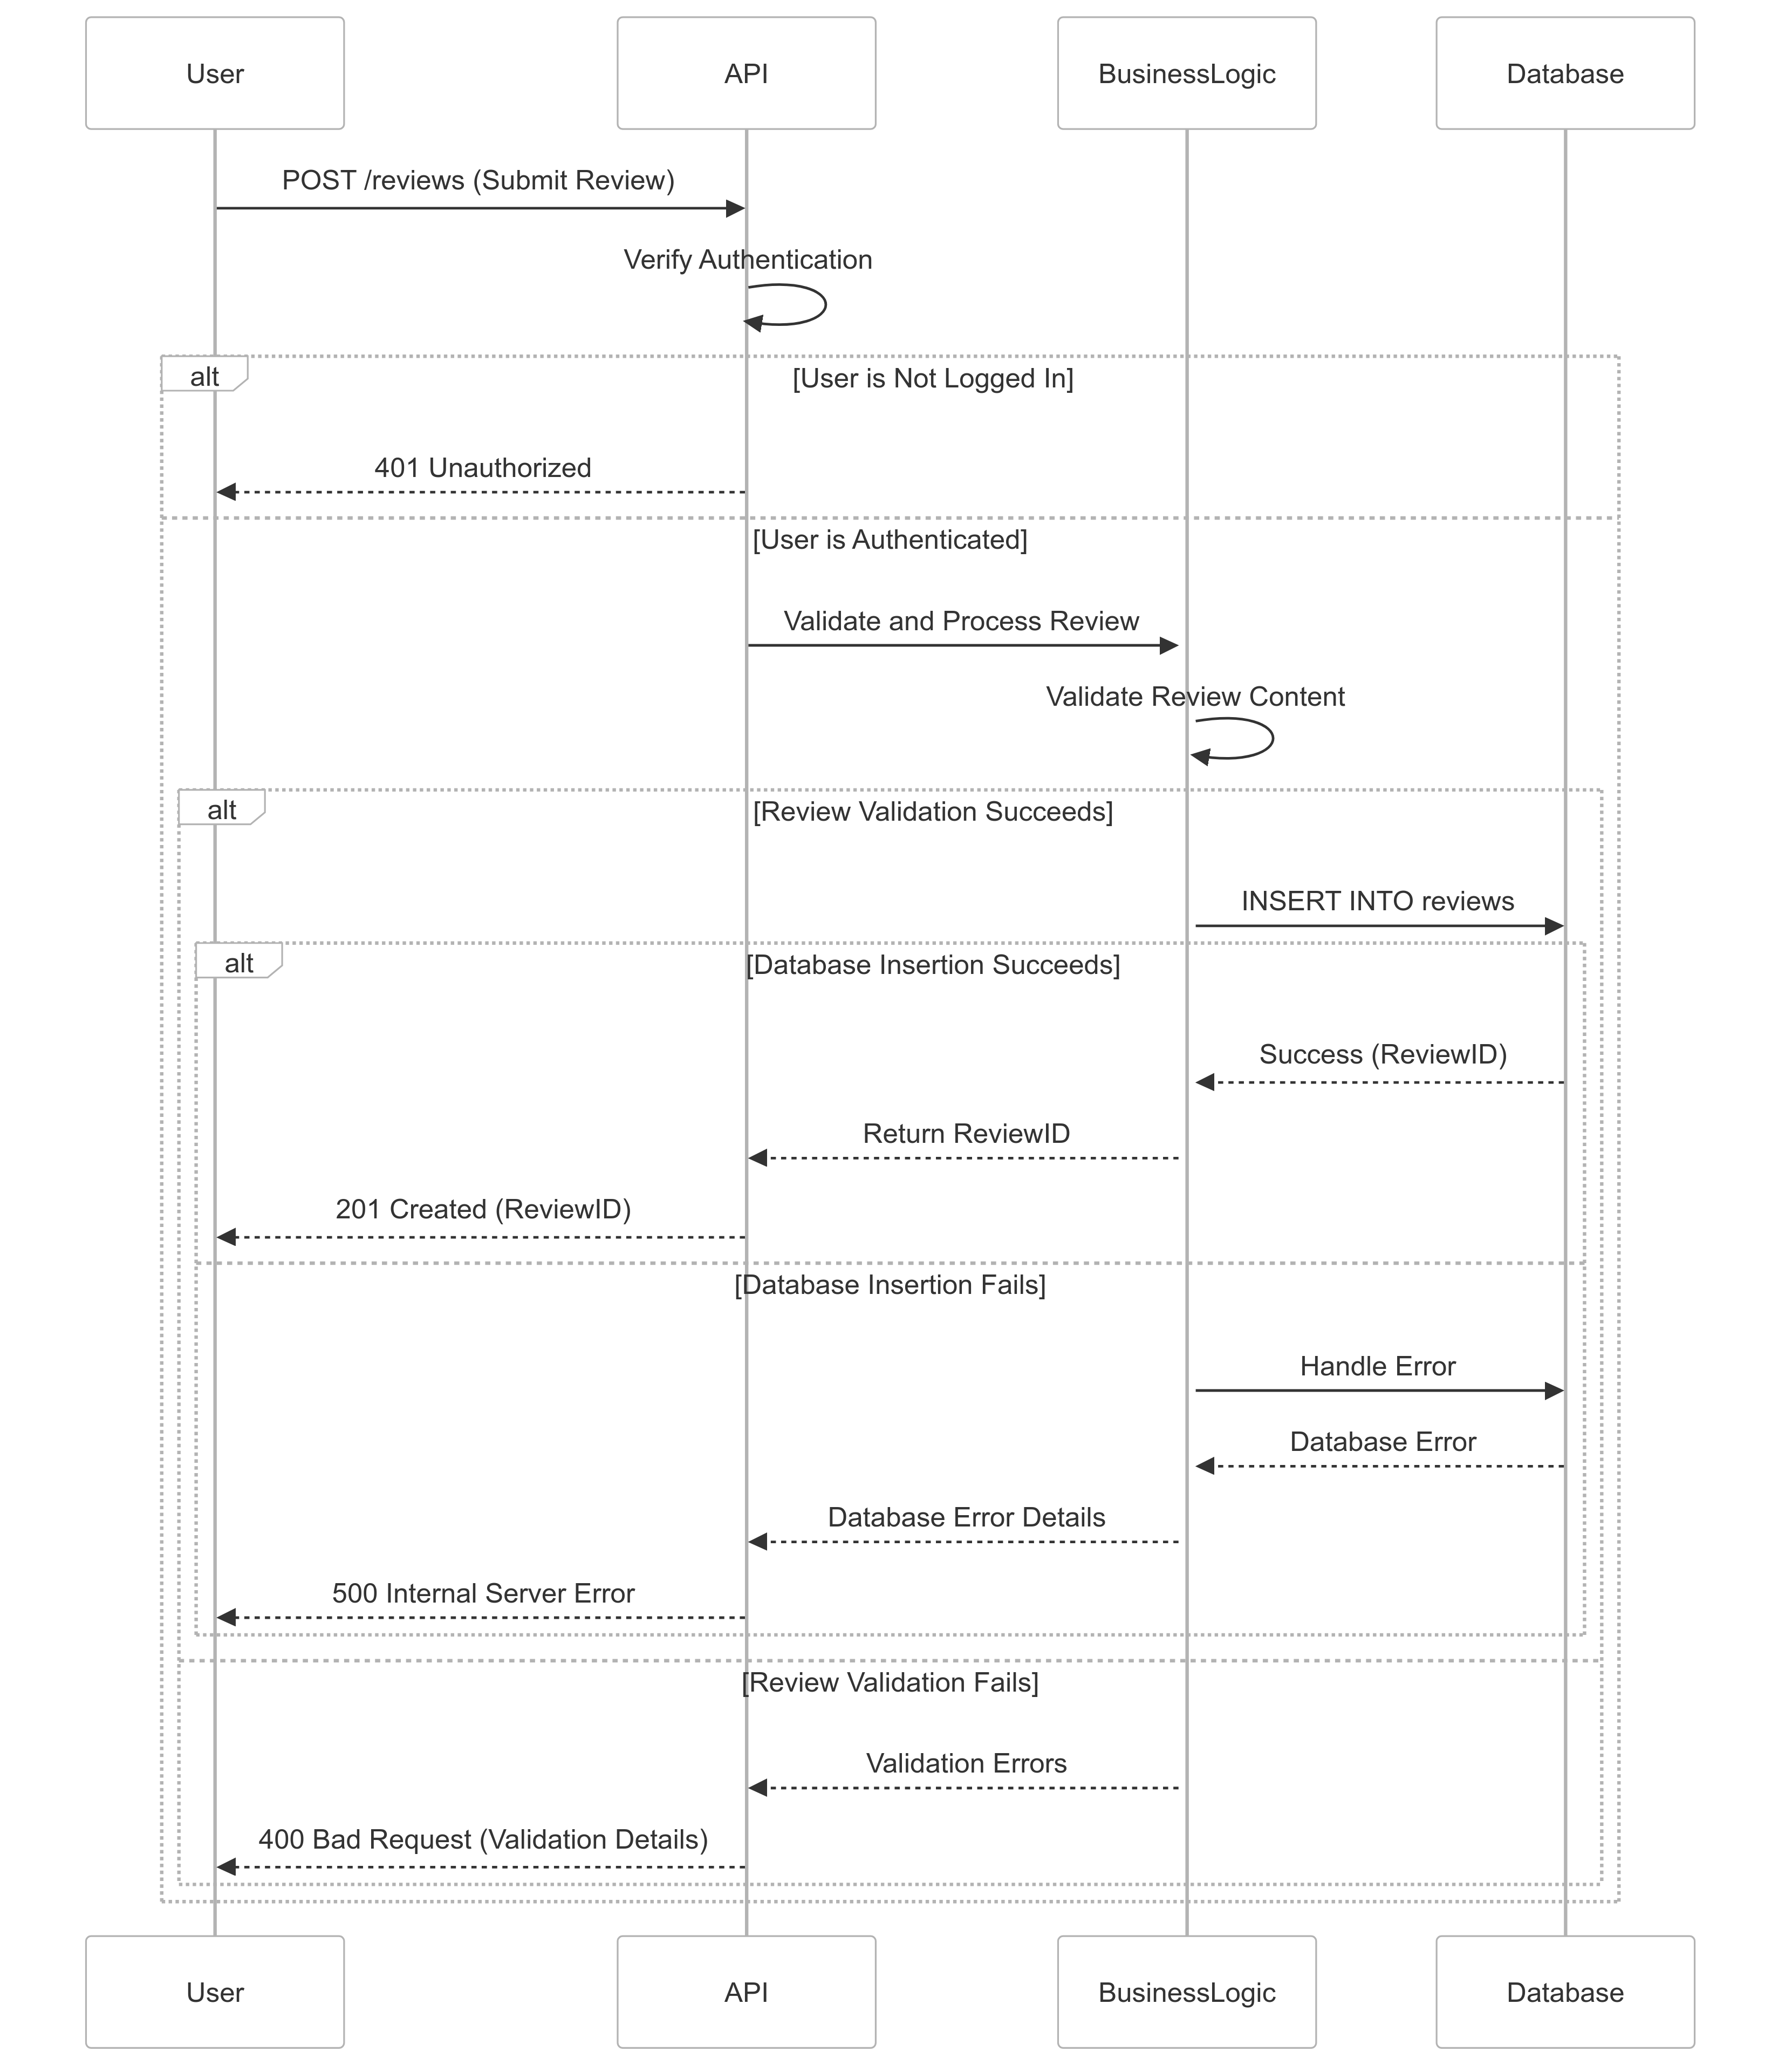 User
API
BusinessLogic
Database
POST /reviews (Submit Review)
Verify Authentication
alt
[User is Not Logged In]
401 Unauthorized
[User is Authenticated]
Validate and Process Review
Validate Review Content
alt
[Review Validation Succeeds]
INSERT INTO reviews
alt
[Database Insertion Succeeds]
Success (ReviewID)
Return ReviewID
201 Created (ReviewID)
[Database Insertion Fails]
Handle Error
Database Error
Database Error Details
500 Internal Server Error
[Review Validation Fails]
Validation Errors
400 Bad Request (Validation Details)
User
API
BusinessLogic
Database